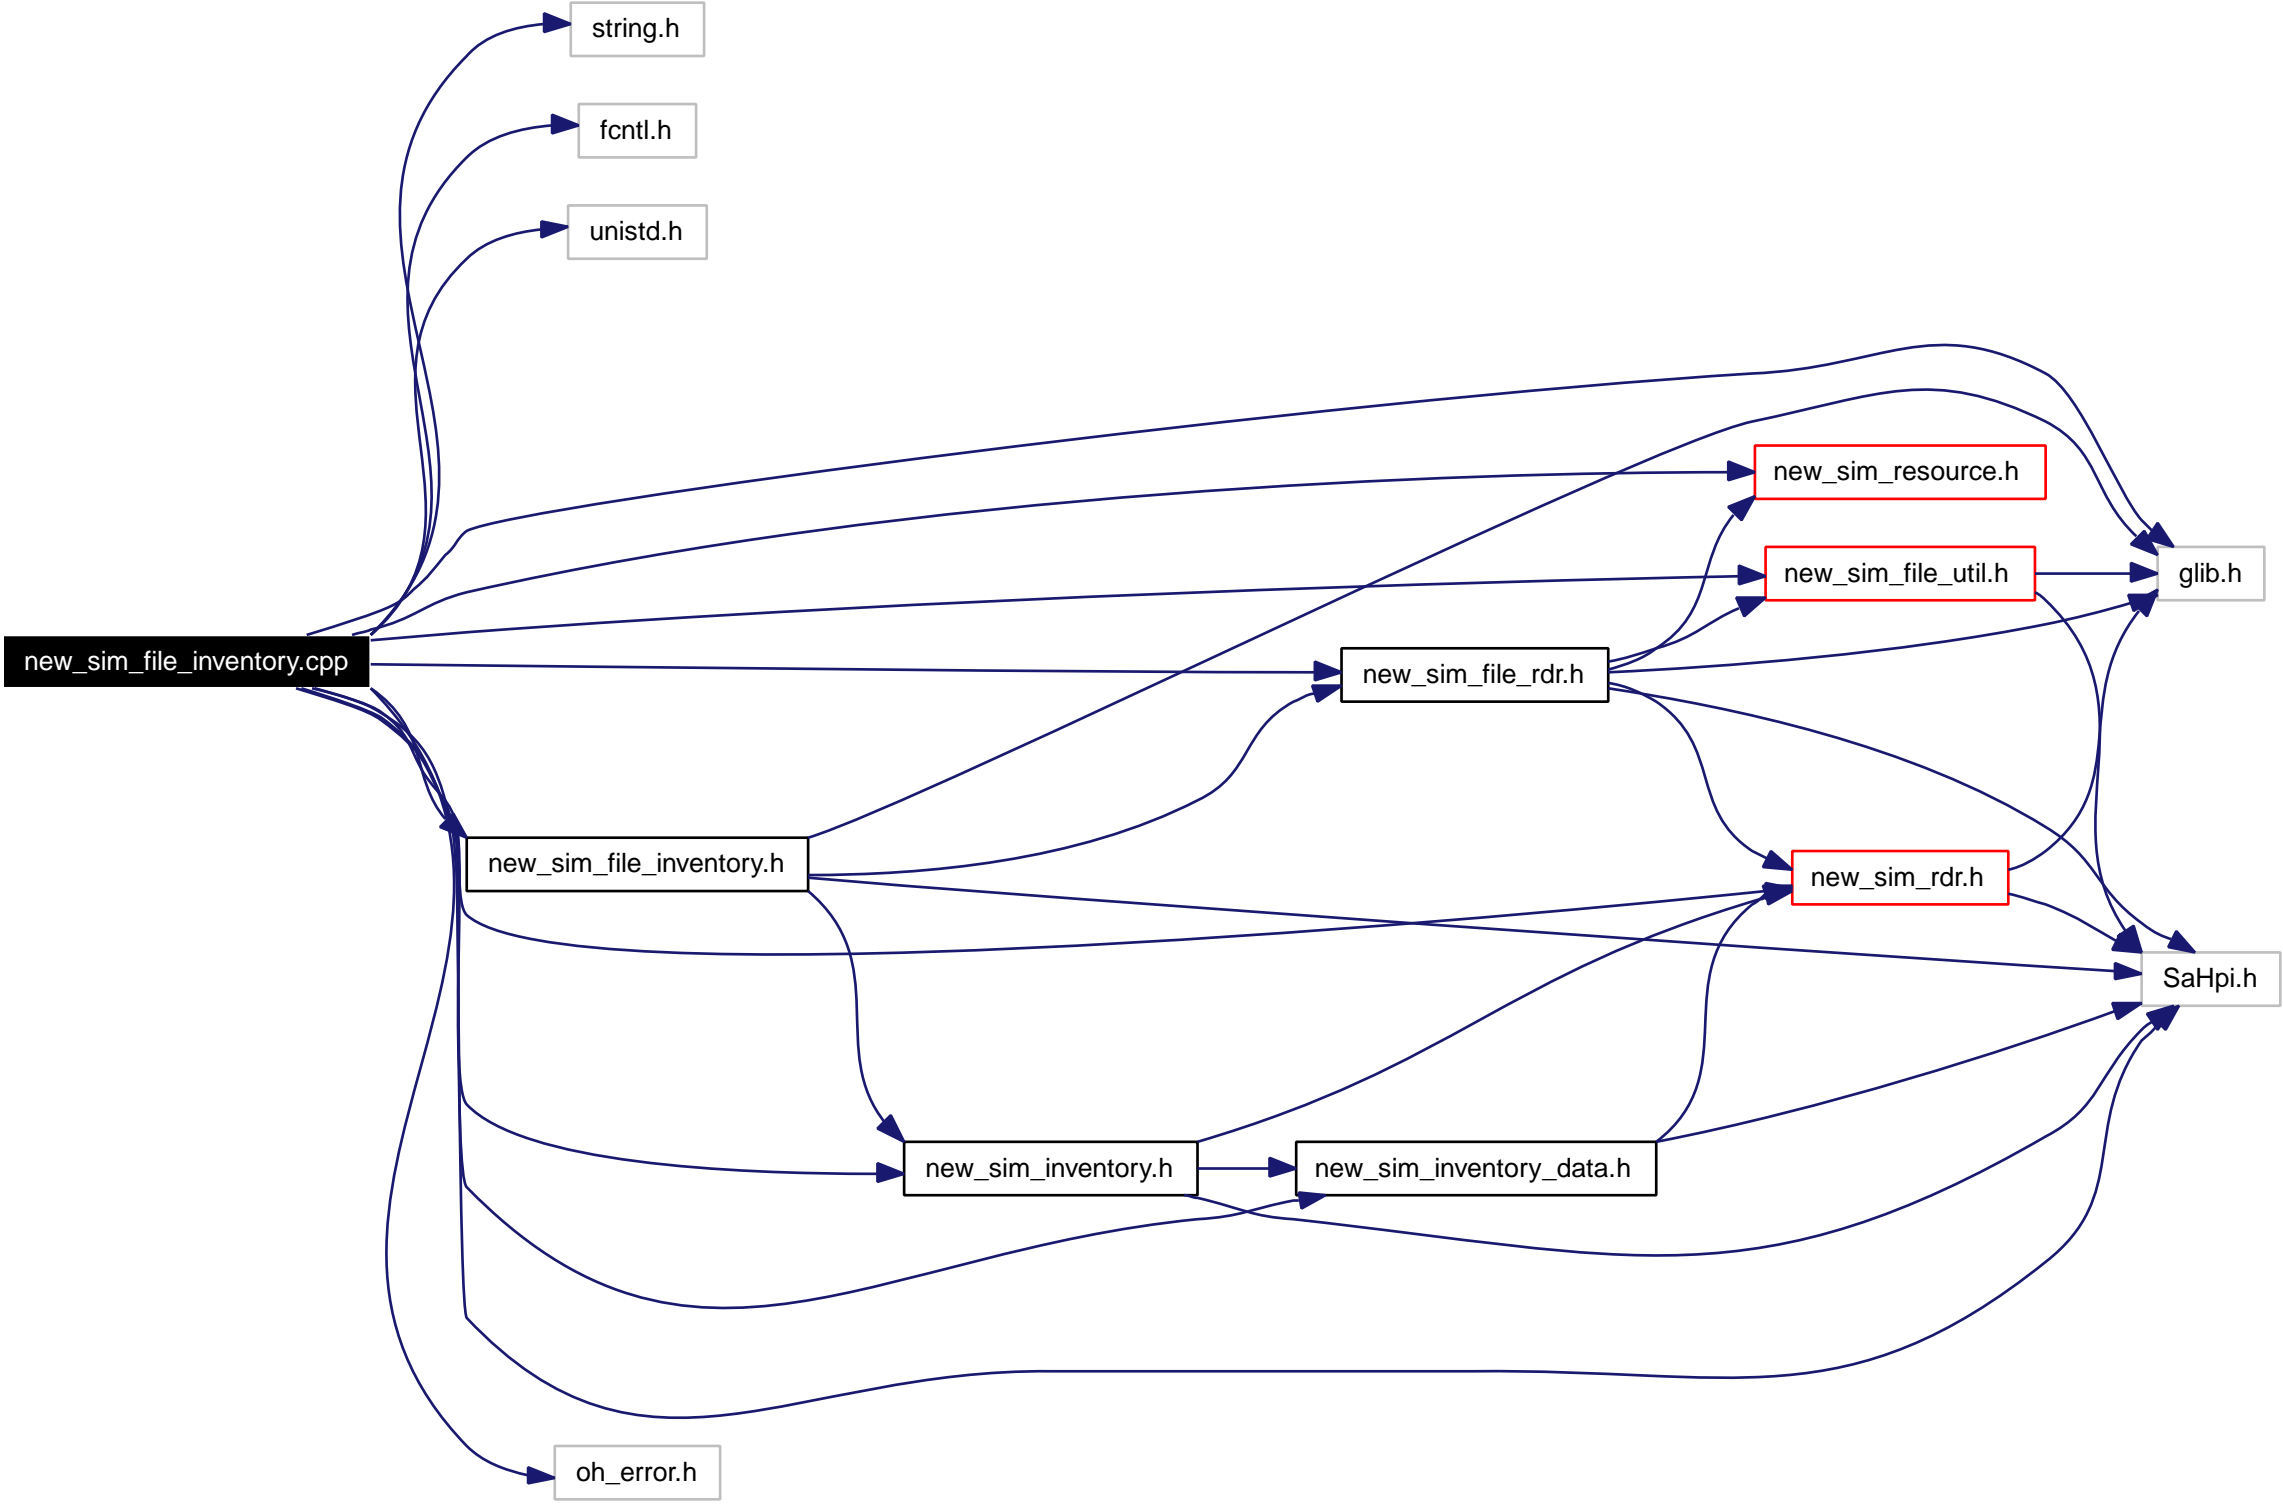 string.h
fcntl.h
unistd.h
new_sim_resource.h
new_sim_file_util.h
glib.h
new_sim_file_inventory.cpp
new_sim_file_rdr.h
new_sim_file_inventory.h
new_sim_rdr.h
SaHpi.h
new_sim_inventory.h
new_sim_inventory_data.h
oh_error.h